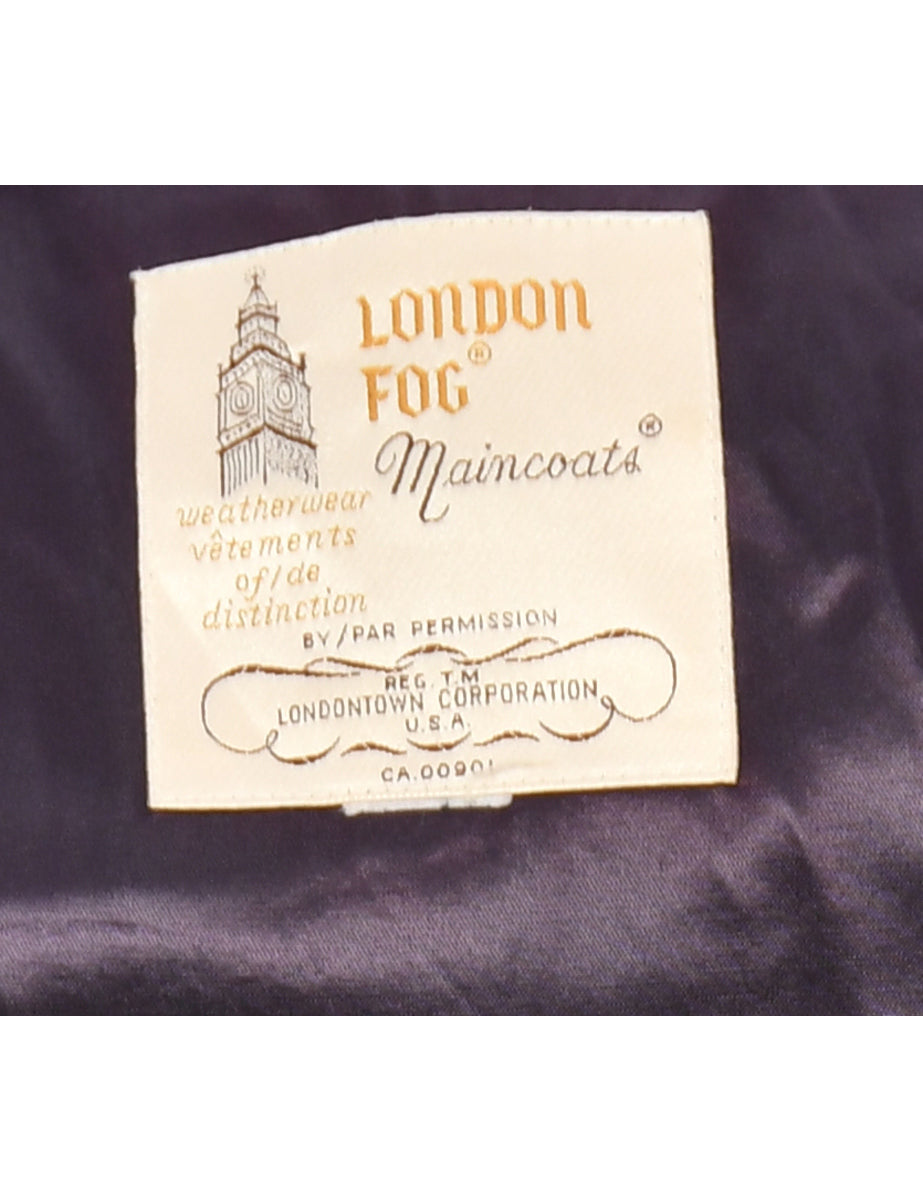 LONDON
FOG®
Maincoats®
weatherwear
vêtements
of/de
distinction
BY/PAR PERMISSION
REG. T.M
LONDONTOWN CORPORATION
U.S.A.
CA.00901